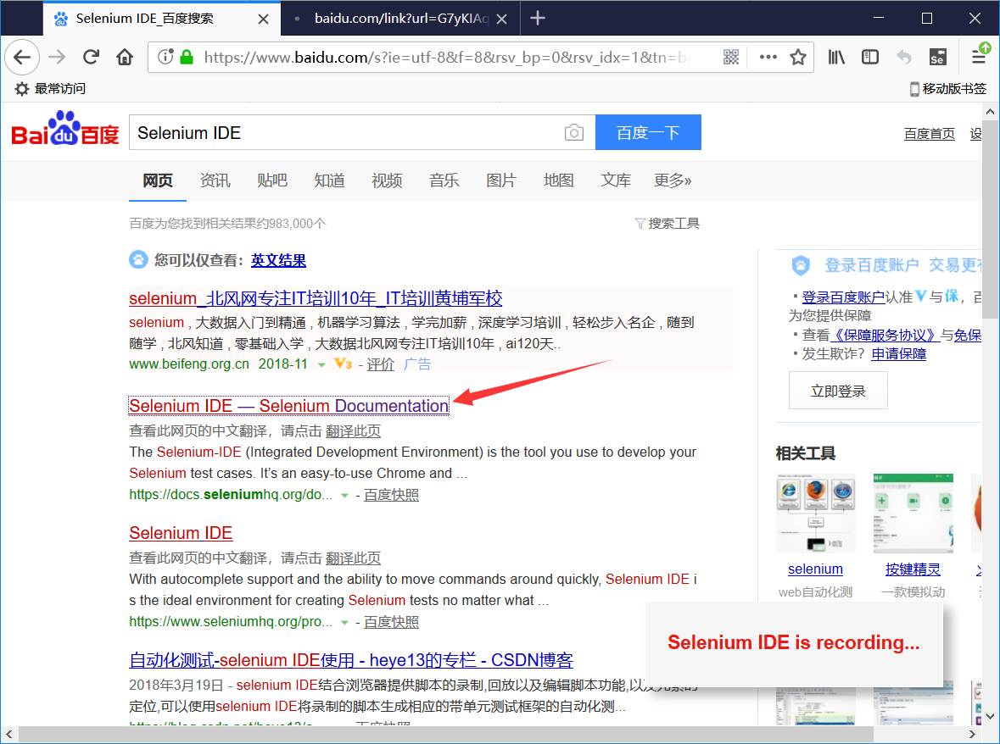 Selenium IDE_百度搜索
baidu.com/link?url=G7yKIAq
https://www.baidu.com/s?ie=utf-8&f=8&rsv_bp=0&rsv_idx=1&tn=ba
Se
最常访问
移动版书签
Bai du 百度
Selenium IDE
百度一下
百度首页
设
网页 资讯 贴吧 知道 视频 音乐 图片 地图 文库 更多»
百度为您找到相关结果约983,000个
搜索工具
您可以仅查看：英文结果
selenium_北风网专注IT培训10年_IT培训黄埔军校
selenium , 大数据入门到精通 , 机器学习算法 , 学完加薪 , 深度学习培训 , 轻松步入名企 , 随到
随学 , 北风知道 , 零基础入学 , 大数据北风网专注IT培训10年 , ai120天..
www.beifeng.org.cn 2018-11 V3 - 评价 广告
Selenium IDE — Selenium Documentation
查看此网页的中文翻译，请点击 翻译此页
The Selenium-IDE (Integrated Development Environment) is the tool you use to develop your
Selenium test cases. It's an easy-to-use Chrome and ...
https://docs.seleniumhq.org/do... - 百度快照
Selenium IDE
查看此网页的中文翻译，请点击 翻译此页
With autocomplete support and the ability to move commands around quickly, Selenium IDE i
s the ideal environment for creating Selenium tests no matter what ...
https://www.seleniumhq.org/pro... - 百度快照
自动化测试-selenium IDE使用 - heye13的专栏 - CSDN博客
2018年3月19日 - selenium IDE结合浏览器提供脚本的录制,回放以及编辑脚本功能,以及元素的
定位,可以使用selenium IDE将录制的脚本生成相应的带单元测试框架的自动化测...
登录百度账户 交易更有
· 登录百度账户认准V与保，百
为您提供保障
· 查看《保障服务协议》与免保
· 发生欺诈？申请保障
立即登录
相关工具
selenium
web自动化测
按键精灵
一款模拟动
Selenium IDE is recording...